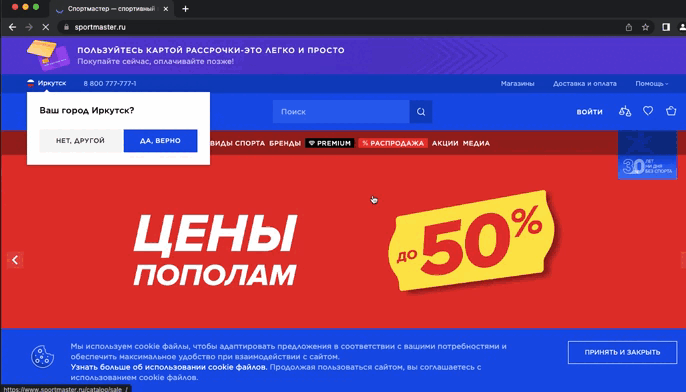 Спортмастер — спортивный
sportmaster.ru
ПОЛЬЗУЙТЕСЬ КАРТОЙ РАССРОЧКИ-ЭТО ЛЕГКО И ПРОСТО
Покупайте сейчас, оплачивайте позже!
Иркутск
8 800 777-777-1
Магазины
Доставка и оплата
Помощь
Ваш город Иркутск?
НЕТ, ДРУГОЙ
ДА, ВЕРНО
Поиск
ВОЙТИ
ВИДЫ СПОРТА
БРЕНДЫ
PREMIUM
% РАСПРОДАЖА
АКЦИИ
МЕДИА
30 ЛЕТ
НИ ДНЯ
БЕЗ СПОРТА
ЦЕНЫ
ПОПОЛАМ
ДО 50%
Мы используем cookie файлы, чтобы адаптировать предложения в соответствии с вашими потребностями и
обеспечить максимальное удобство при взаимодействии с сайтом.
Узнать больше об использовании cookie файлов. Продолжая пользоваться сайтом, вы соглашаетесь с
использованием cookie файлов.
ПРИНЯТЬ И ЗАКРЫТЬ
https://www.sportmaster.ru/catalog/sale_/